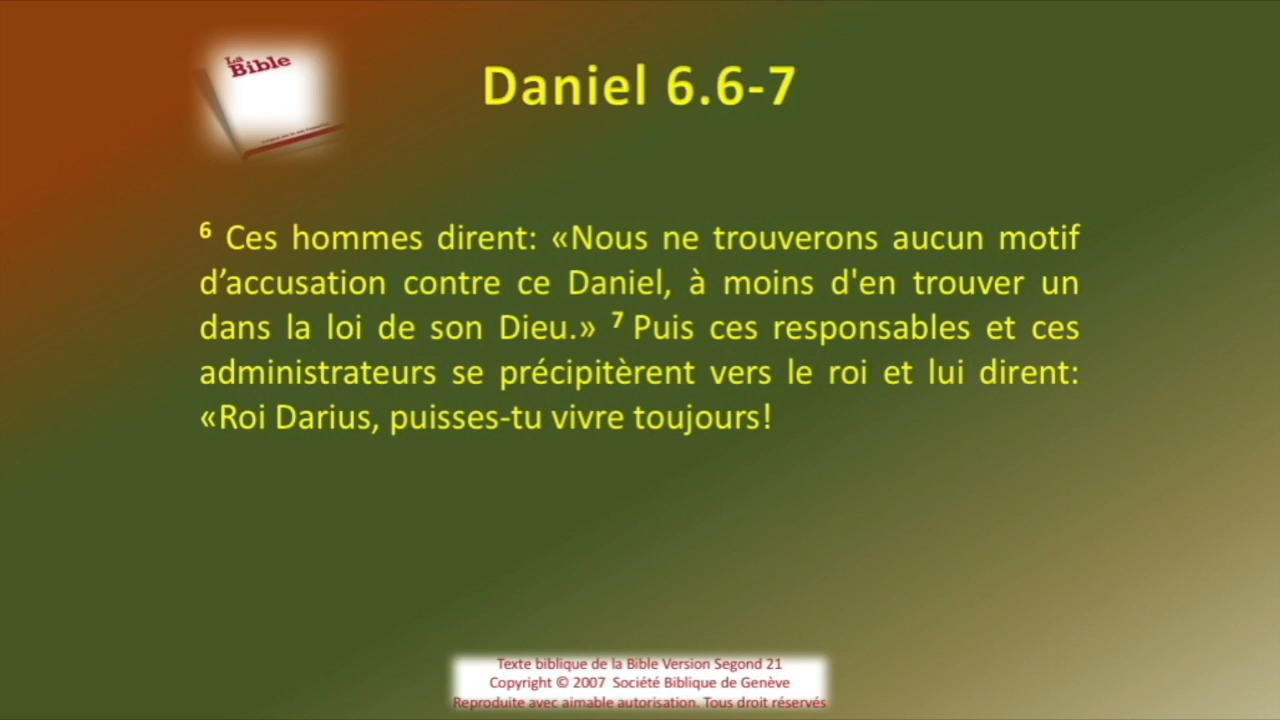 La
Bible
Daniel 6.6-7
6 Ces hommes dirent: «Nous ne trouverons aucun motif
d’accusation contre ce Daniel, à moins d'en trouver un
dans la loi de son Dieu.» 7 Puis ces responsables et ces
administrateurs se précipitèrent vers le roi et lui dirent:
«Roi Darius, puisses-tu vivre toujours!
Texte biblique de la Bible Version Segond 21
Copyright © 2007 Société Biblique de Genève
Reproduite avec aimable autorisation. Tous droit réservés